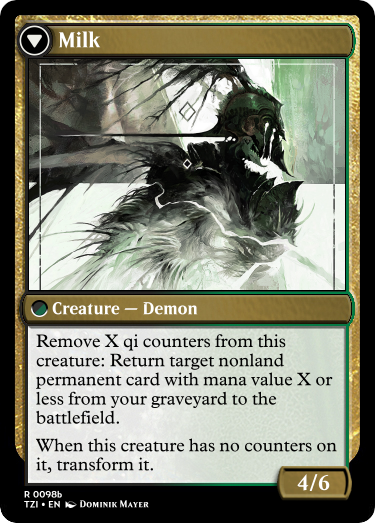 Milk
Creature — Demon
Remove X qi counters from this
creature: Return target nonland
permanent card with mana value X or
less from your graveyard to the
battlefield.
When this creature has no counters on
it, transform it.
4/6
R 0098b
TZI • EN Dominik Mayer